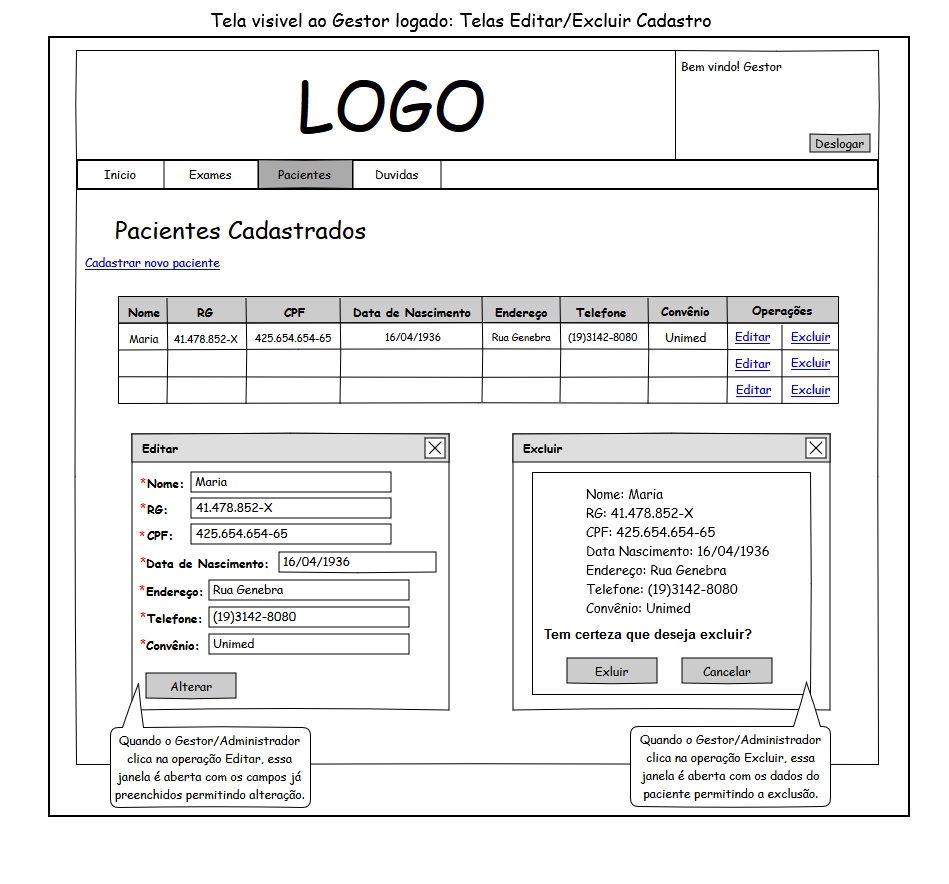 Tela visivel ao Gestor logado: Telas Editar/Excluir Cadastro
LOGO
Bem vindo! Gestor
Deslogar
Inicio Exames Pacientes Duvidas
Pacientes Cadastrados
Cadastrar novo paciente
Nome RG CPF Data de Nascimento Endereço Telefone Convênio Operações
Maria 41.478.852-X 425.654.654-65 16/04/1936 Rua Genebra (19)3142-8080 Unimed Editar Excluir
Editar Excluir
Editar Excluir
Editar
*Nome: Maria
*RG: 41.478.852-X
*CPF: 425.654.654-65
*Data de Nascimento: 16/04/1936
*Endereço: Rua Genebra
*Telefone: (19)3142-8080
*Convênio: Unimed
Alterar
Quando o Gestor/Administrador
clica na operação Editar, essa
janela é aberta com os campos já
preenchidos permitindo alteração.
Excluir
Nome: Maria
RG: 41.478.852-X
CPF: 425.654.654-65
Data Nascimento: 16/04/1936
Endereço: Rua Genebra
Telefone: (19)3142-8080
Convênio: Unimed
Tem certeza que deseja excluir?
Exluir Cancelar
Quando o Gestor/Administrador
clica na operação Excluir, essa
janela é aberta com os dados do
paciente permitindo a exclusão.